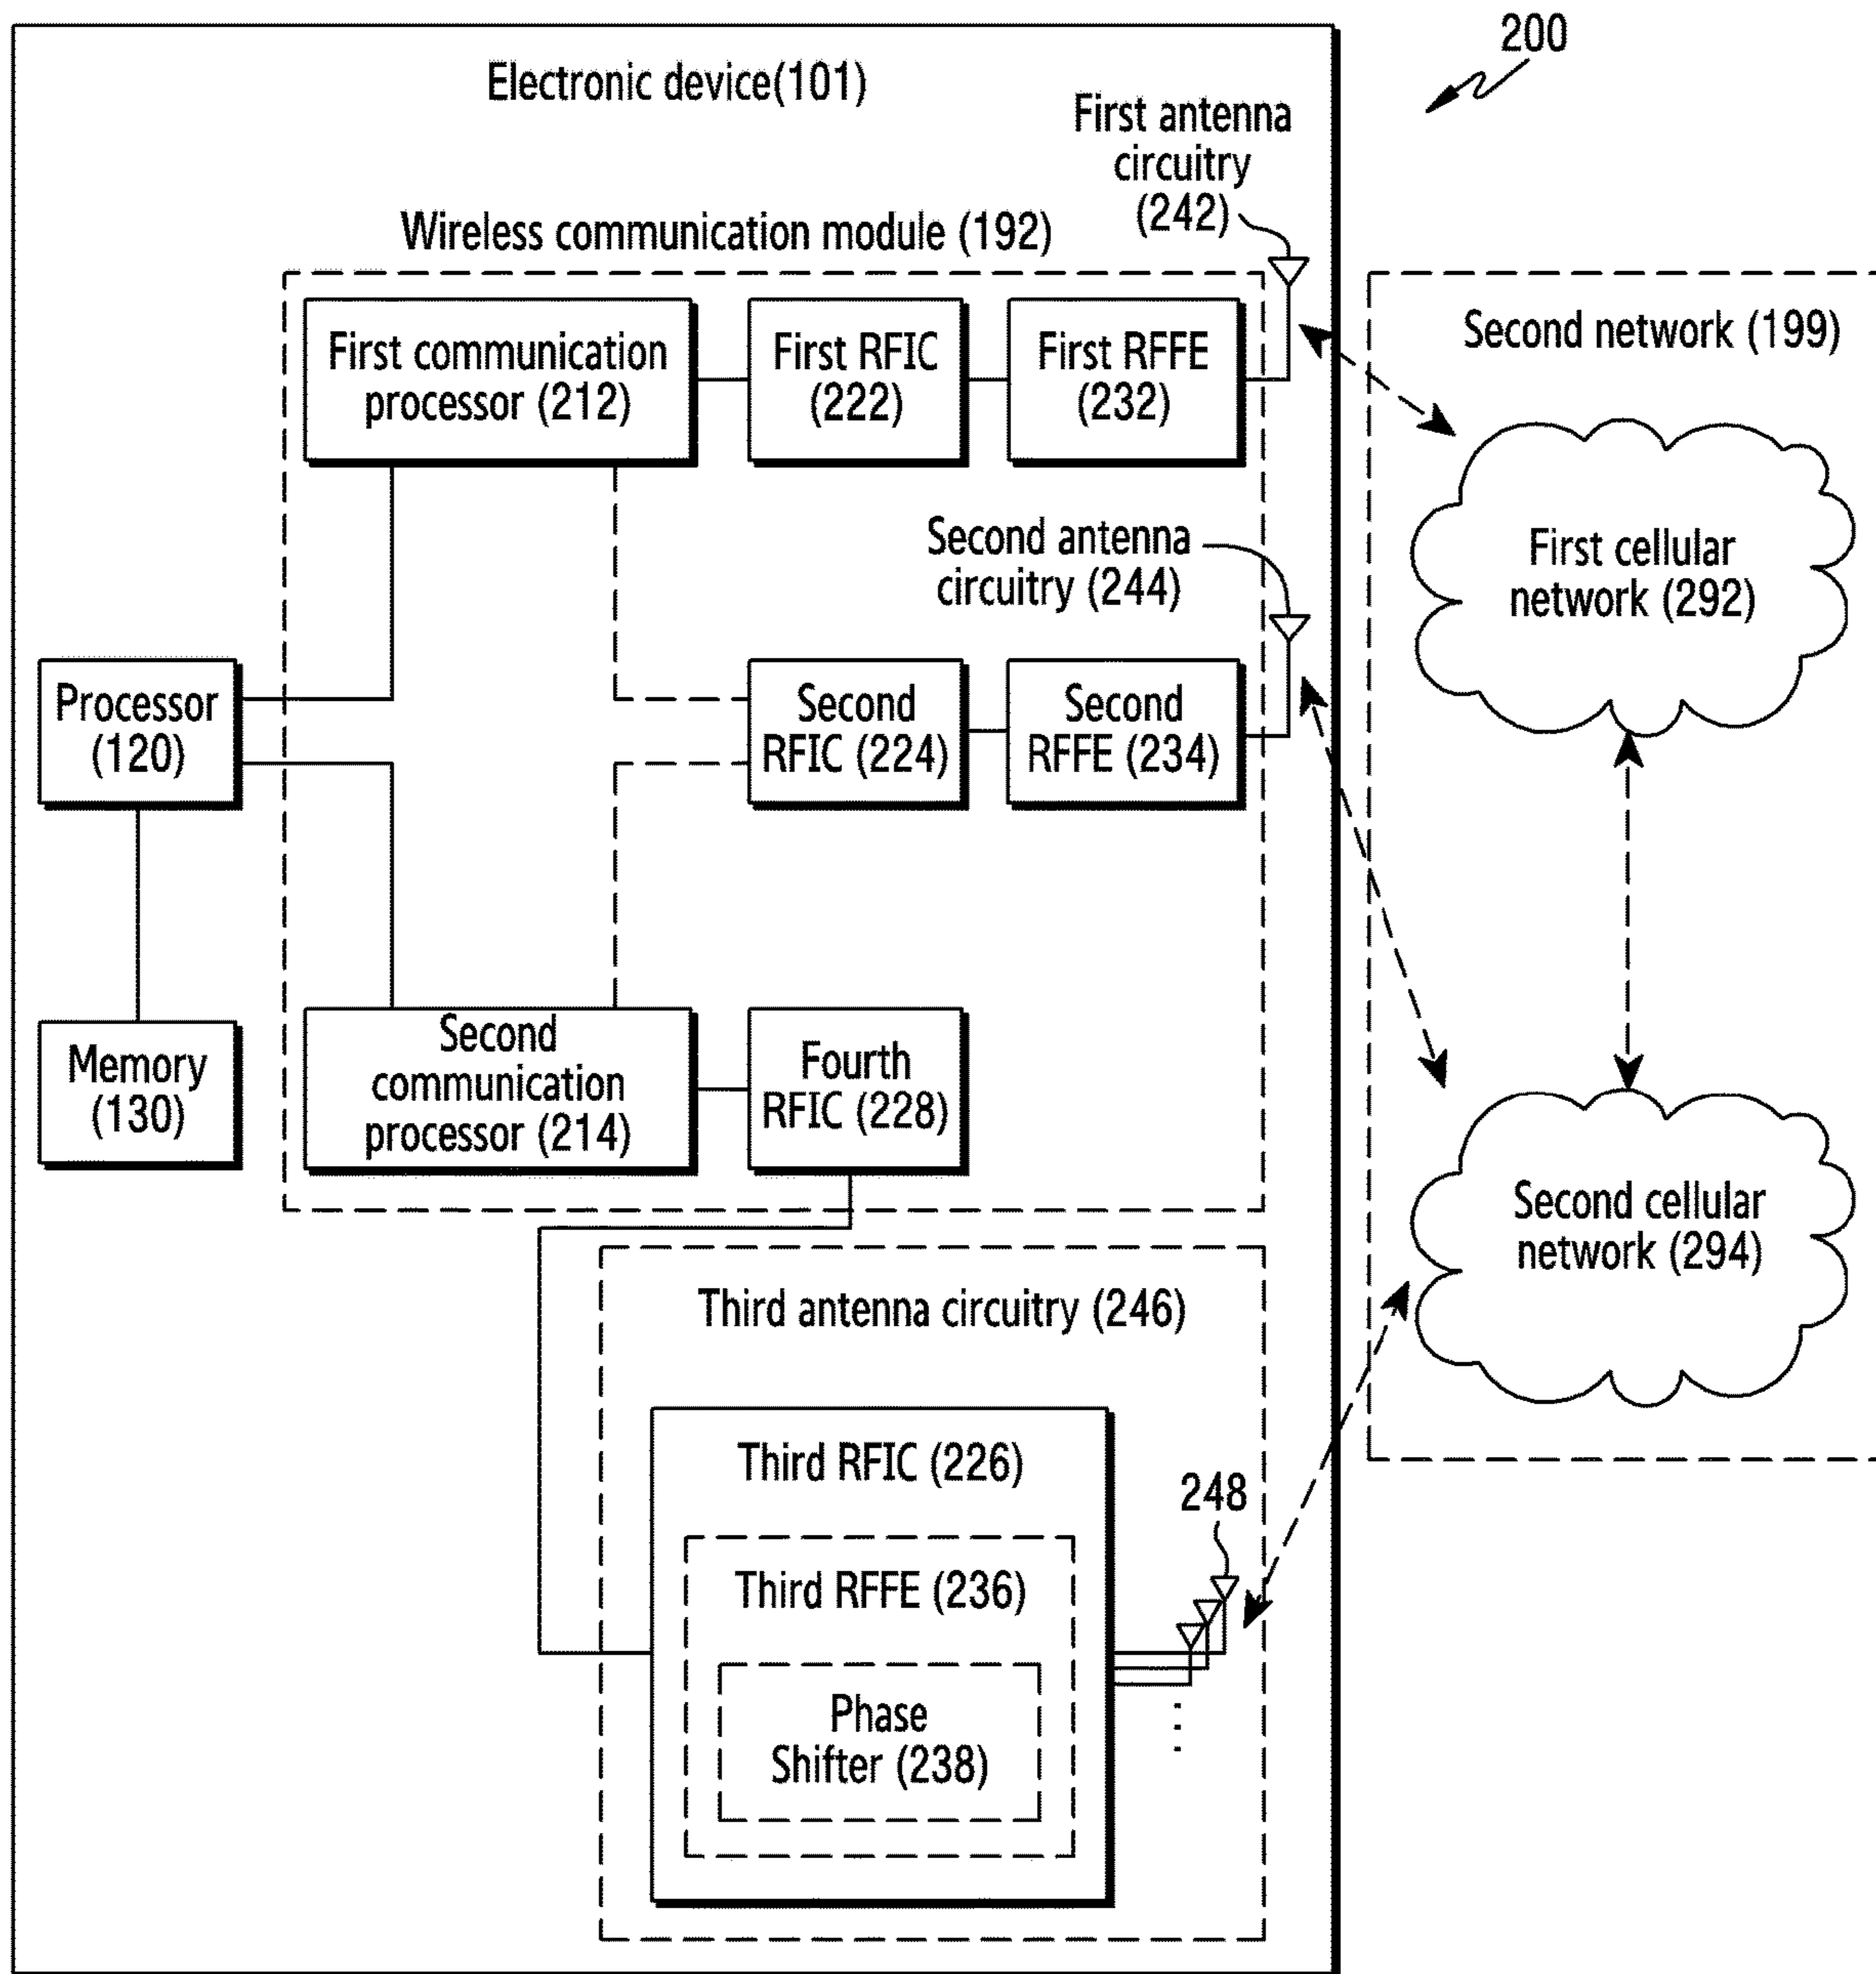 200
Electronic device(101)
First antenna
circuitry
(242)
Wireless communication module (192)
First communication
processor (212)
First RFIC
(222)
First RFFE
(232)
Second network (199)
First cellular
network (292)
Second antenna
circuitry (244)
Processor
(120)
Second
RFIC (224)
Second
RFFE (234)
Memory
(130)
Second
communication
processor (214)
Fourth
RFIC (228)
Second cellular
network (294)
Third antenna circuitry (246)
Third RFIC (226)
248
Third RFFE (236)
Phase
Shifter (238)